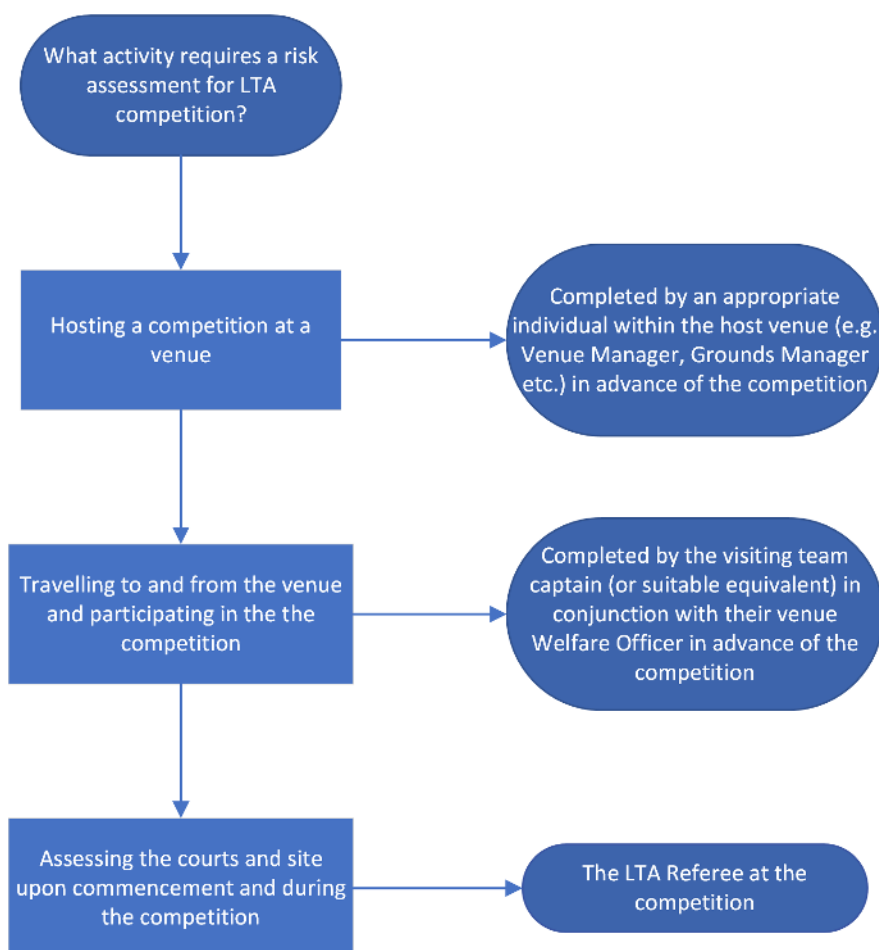 What activity requires a risk
assessment for LTA
competition?
Hosting a competition at a
venue
Completed by an appropriate
individual within the host venue (e.g.
Venue Manager, Grounds Manager
etc.) in advance of the competition
Travelling to and from the venue
and participating in the the
competition
Completed by the visiting team
captain (or suitable equivalent) in
conjunction with their venue
Welfare Officer in advance of the
competition
Assessing the courts and site
upon commencement and during
the competition
The LTA Referee at the
competition